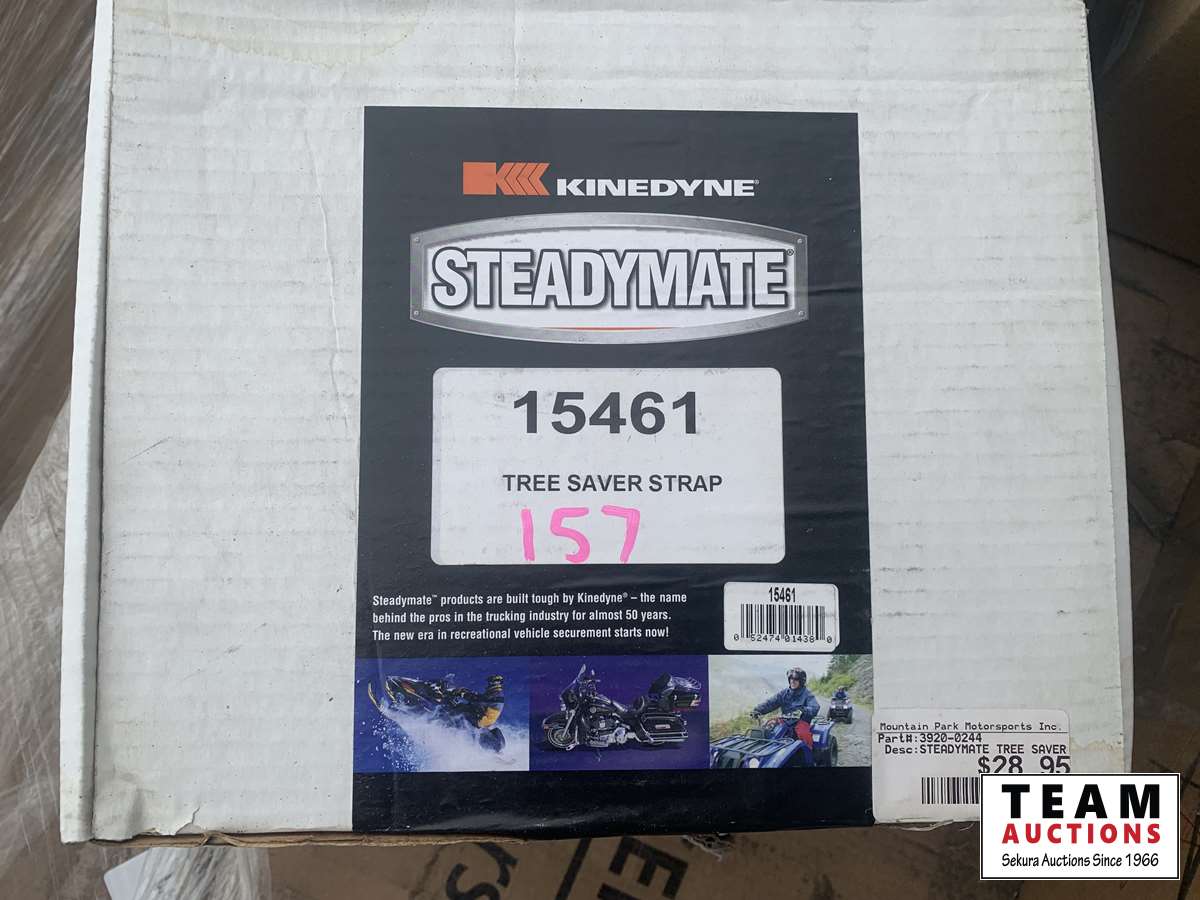 KINEDYNE®
STEADYMATE®
15461
TREE SAVER STRAP
157
Steadymate™ products are built tough by Kinedyne® – the name
behind the pros in the trucking industry for almost 50 years.
The new era in recreational vehicle securement starts now!
15461
0 52474 01438 0
Mountain Park Motorsports Inc.
Part#:3920-0244
Desc:STEADYMATE TREE SAVER
$28.95
TEAM
AUCTIONS
Sekura Auctions Since 1966